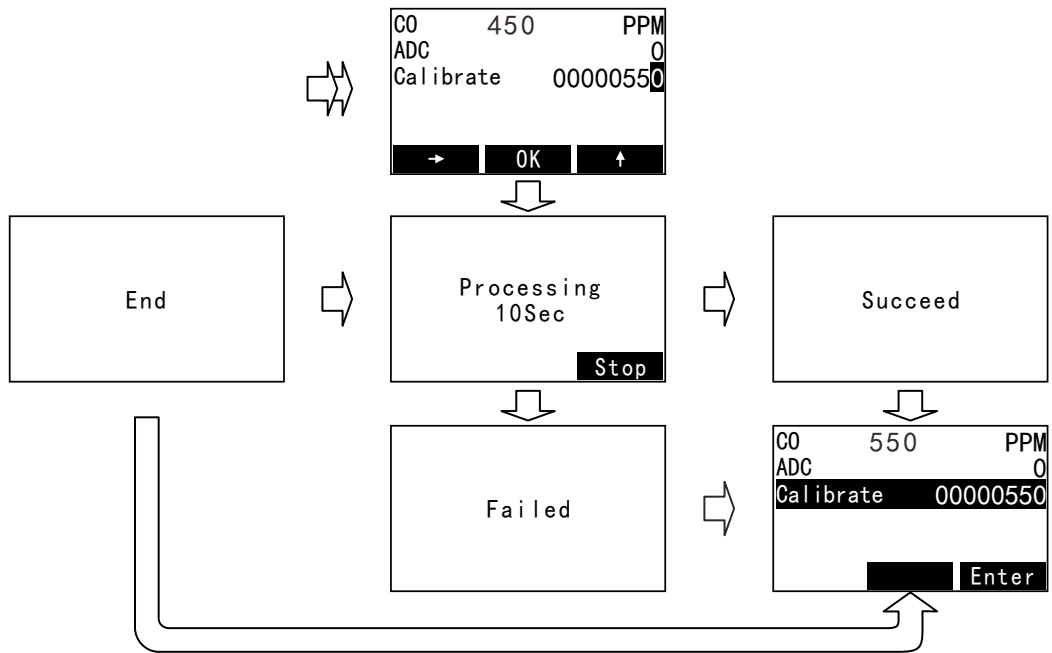 CO 450 PPM
ADC 0
Calibrate 00000550
→ OK ↑
End
Processing
10Sec
Stop
Succeed
Failed
CO 550 PPM
ADC 0
Calibrate 00000550
Enter